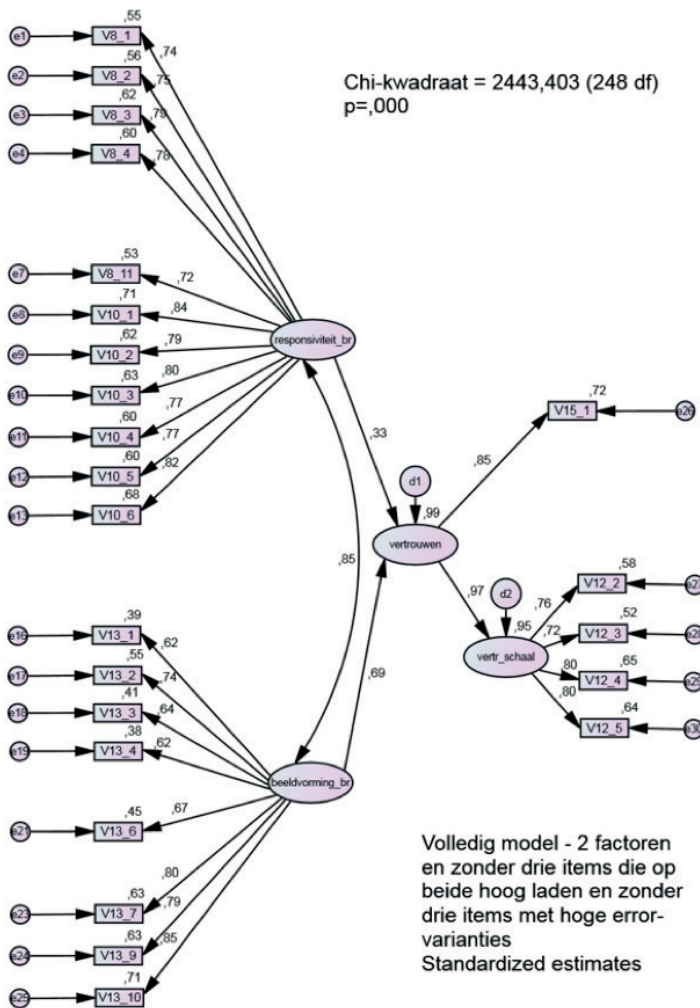 ,55
e1
V8_1
,74
,56
e2
V8_2
,75
,62
e3
V8_3
,79
,60
e4
V8_4
,78
Chi-kwadraat = 2443,403 (248 df)
p=,000
,53
e7
V8_11
,72
,71
e8
V10_1
,84
,62
e9
V10_2
,79
,63
e10
V10_3
,80
,60
e11
V10_4
,77
,60
e12
V10_5
,77
,68
e13
V10_6
,82
responsiviteit_br
,33
,85
,72
V15_1
e26
,85
d1
,99
vertrouwen
,97
d2
,95
vertr_schaal
,58
V12_2
,76
,52
V12_3
,72
,65
V12_4
e29
,80
,64
V12_5
e30
,80
,69
,39
e16
V13_1
,62
,55
e17
V13_2
,74
,41
e18
V13_3
,64
,38
e19
V13_4
,62
beeldvorming_br
,45
e21
V13_6
,67
,63
e23
V13_7
,80
,63
e24
V13_9
,79
,71
e25
V13_10
,85
Volledig model - 2 factoren
en zonder drie items die op
beide hoog laden en zonder
drie items met hoge error-
varianties
Standardized estimates